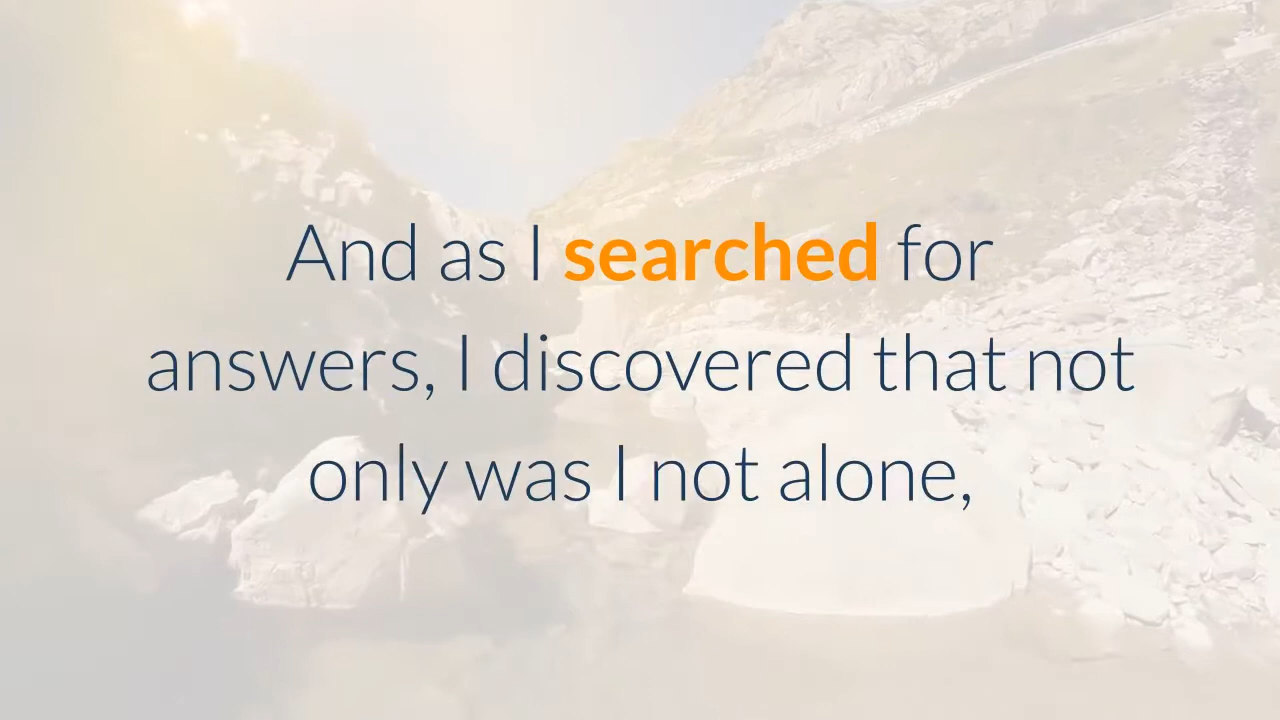 And as I searched for
answers, I discovered that not
only was I not alone,